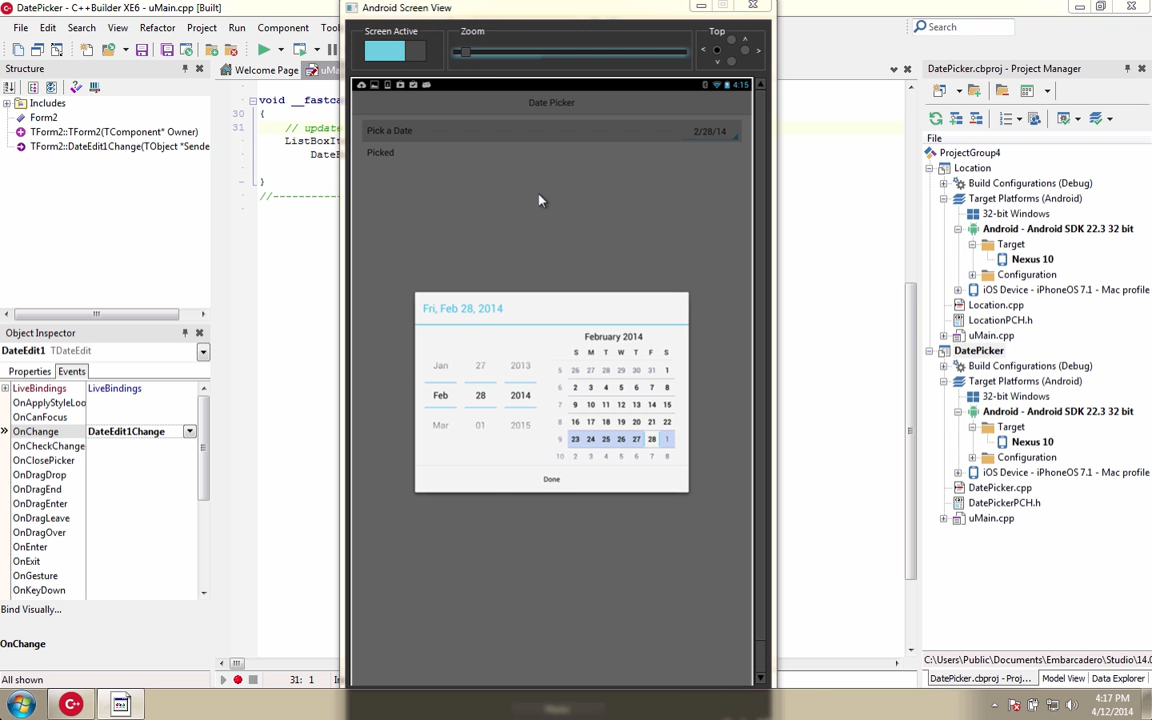 DatePicker - C++Builder XE6 - uMain.cpp [Built]
File Edit Search View Refactor Project Run Component
Search
Welcome Page
Structure
Includes
Form2
TForm2::TForm2(TComponent* Owner)
TForm2::DateEdit1Change(TObject *Sende
void __fastca
30 {
31 // update
ListBoxIt
DateE
}
//-----------
Object Inspector
DateEdit1 TDateEdit
Properties Events
LiveBindings LiveBindings
OnApplyStyleLoo
OnCanFocus
OnChange DateEdit1Change
OnCheckChange
OnClosePicker
OnDragDrop
OnDragEnd
OnDragEnter
OnDragLeave
OnDragOver
OnEnter
OnExit
OnGesture
OnKeyDown
Bind Visually...
OnChange
All shown
31: 1
Android Screen View
Screen Active
Zoom
Top
4:15
Date Picker
Pick a Date 2/28/14
Picked
Fri, Feb 28, 2014
Jan 27 2013
Feb 28 2014
Mar 01 2015
February 2014
S M T W T F S
5 26 27 28 29 30 31 1
6 2 3 4 5 6 7 8
7 9 10 11 12 13 14 15
8 16 17 18 19 20 21 22
9 23 24 25 26 27 28 1
10 2 3 4 5 6 7 8
Done
DatePicker.cbproj - Project Manager
File
ProjectGroup4
Location
Build Configurations (Debug)
Target Platforms (Android)
32-bit Windows
Android - Android SDK 22.3 32 bit
Target
Nexus 10
Configuration
iOS Device - iPhoneOS 7.1 - Mac profile
Location.cpp
LocationPCH.h
uMain.cpp
DatePicker
Build Configurations (Debug)
Target Platforms (Android)
32-bit Windows
Android - Android SDK 22.3 32 bit
Target
Nexus 10
Configuration
iOS Device - iPhoneOS 7.1 - Mac profile
DatePicker.cpp
DatePickerPCH.h
uMain.cpp
C:\Users\Public\Documents\Embarcadero\Studio\14.0
DatePicker.cbproj - Proj... Model View Data Explorer
4:17 PM
4/12/2014